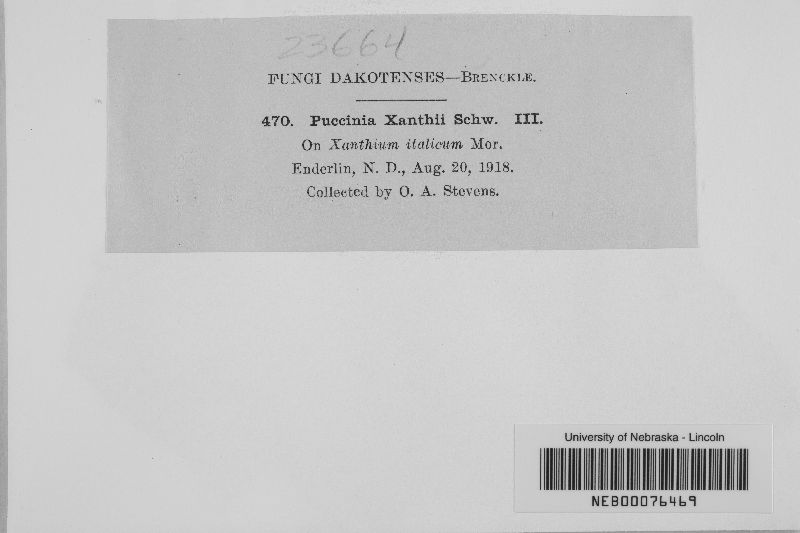 23664
FUNGI DAKOTENSES—BRENCKLE.
470. Puccinia Xanthii Schw. III.
On Xanthium italicum Mor.
Enderlin, N. D., Aug. 20, 1918.
Collected by O. A. Stevens.
University of Nebraska - Lincoln
NEB00076469